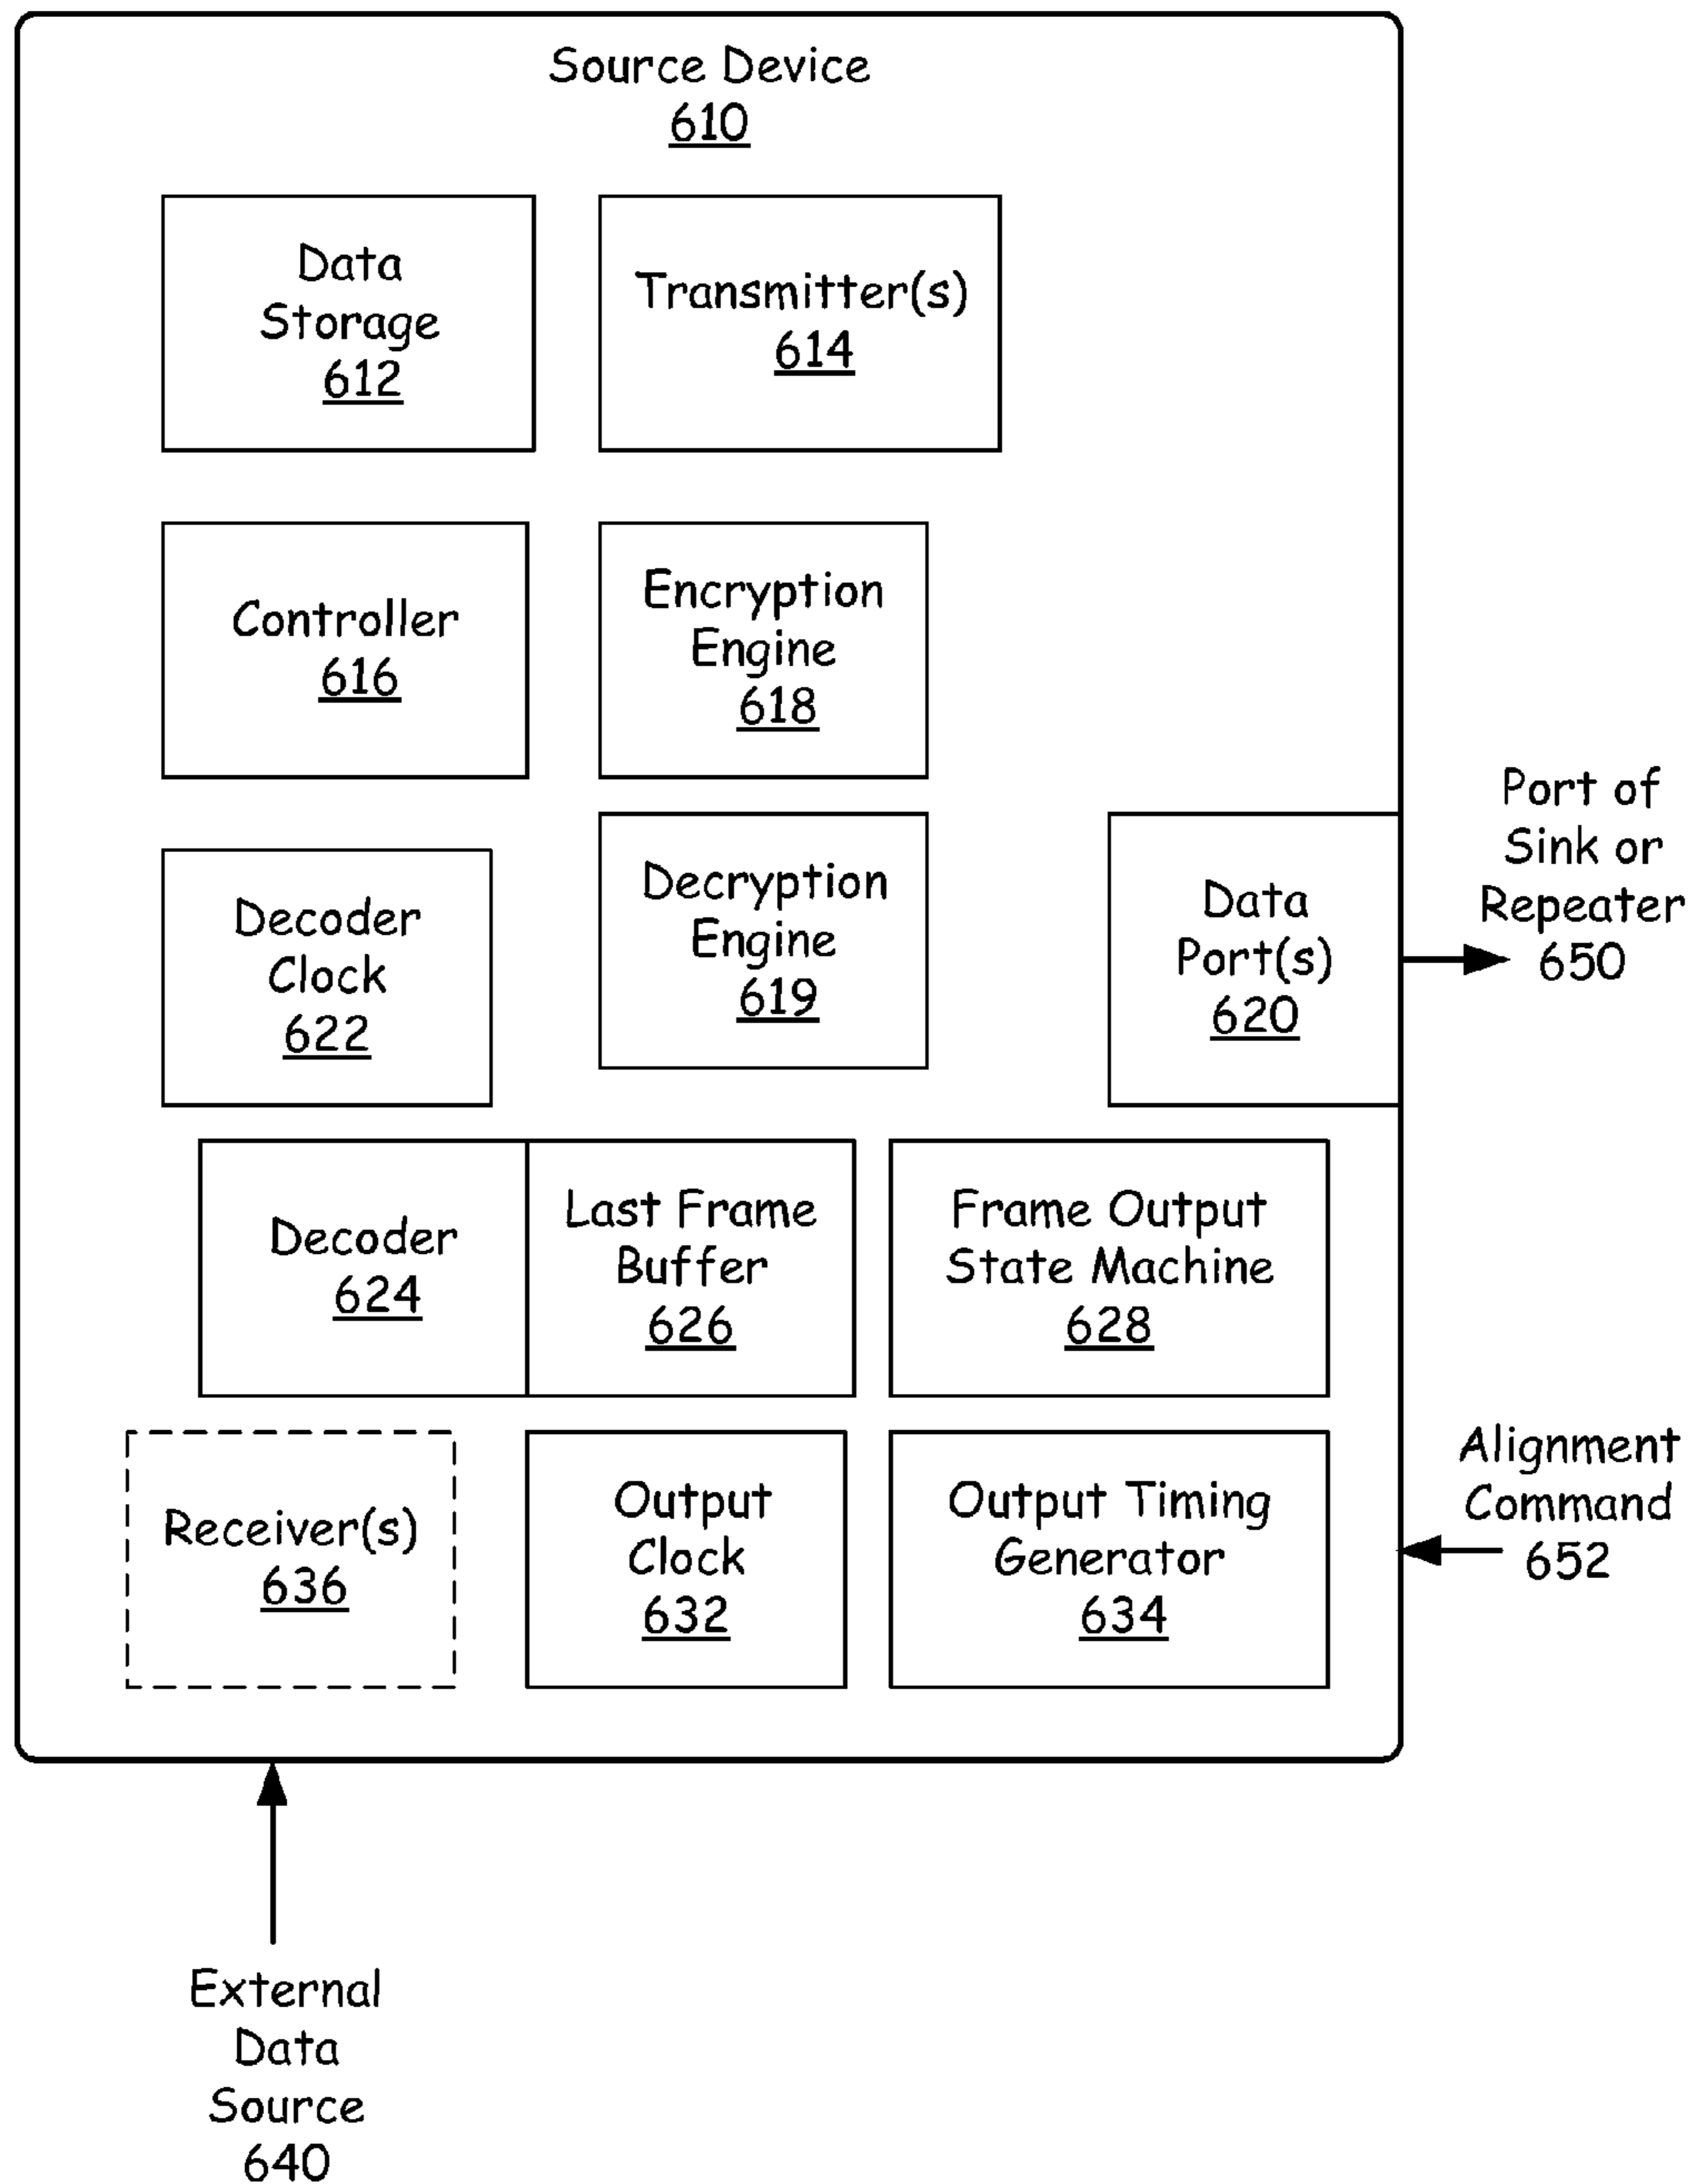 Source Device
610
Data
Storage
612
Transmitter(s)
614
Controller
616
Encryption
Engine
618
Decoder
Clock
622
Decryption
Engine
619
Data
Port(s)
620
Port of
Sink or
Repeater
650
Decoder
624
Last Frame
Buffer
626
Frame Output
State Machine
628
Receiver(s)
636
Output
Clock
632
Output Timing
Generator
634
Alignment
Command
652
External
Data
Source
640